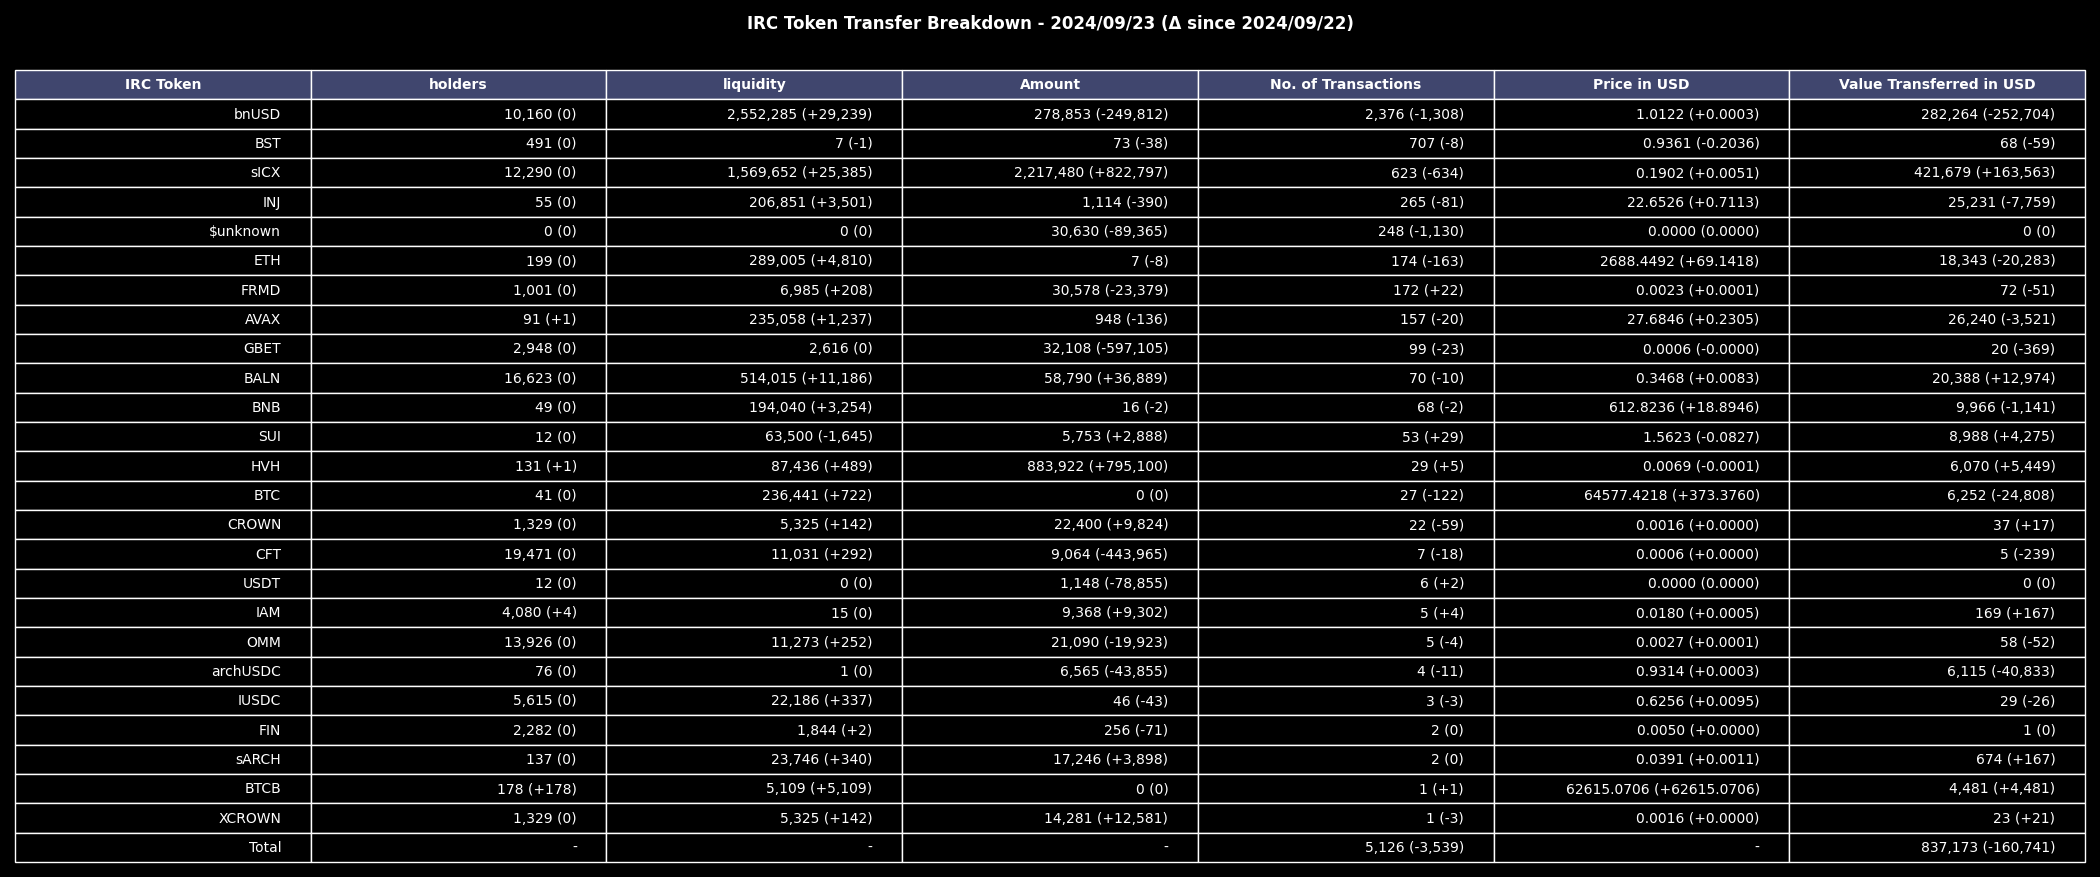 IRC Token Transfer Breakdown - 2024/09/23 (Δ since 2024/09/22)
IRC Token holders liquidity Amount No. of Transactions Price in USD Value Transferred in USD
bnUSD 10,160 (0) 2,552,285 (+29,239) 278,853 (-249,812) 2,376 (-1,308) 1.0122 (+0.0003) 282,264 (-252,704)
BST 491 (0) 7 (-1) 73 (-38) 707 (-8) 0.9361 (-0.2036) 68 (-59)
sICX 12,290 (0) 1,569,652 (+25,385) 2,217,480 (+822,797) 623 (-634) 0.1902 (+0.0051) 421,679 (+163,563)
INJ 55 (0) 206,851 (+3,501) 1,114 (-390) 265 (-81) 22.6526 (+0.7113) 25,231 (-7,759)
$unknown 0 (0) 0 (0) 30,630 (-89,365) 248 (-1,130) 0.0000 (0.0000) 0 (0)
ETH 199 (0) 289,005 (+4,810) 7 (-8) 174 (-163) 2688.4492 (+69.1418) 18,343 (-20,283)
FRMD 1,001 (0) 6,985 (+208) 30,578 (-23,379) 172 (+22) 0.0023 (+0.0001) 72 (-51)
AVAX 91 (+1) 235,058 (+1,237) 948 (-136) 157 (-20) 27.6846 (+0.2305) 26,240 (-3,521)
GBET 2,948 (0) 2,616 (0) 32,108 (-597,105) 99 (-23) 0.0006 (-0.0000) 20 (-369)
BALN 16,623 (0) 514,015 (+11,186) 58,790 (+36,889) 70 (-10) 0.3468 (+0.0083) 20,388 (+12,974)
BNB 49 (0) 194,040 (+3,254) 16 (-2) 68 (-2) 612.8236 (+18.8946) 9,966 (-1,141)
SUI 12 (0) 63,500 (-1,645) 5,753 (+2,888) 53 (+29) 1.5623 (-0.0827) 8,988 (+4,275)
HVH 131 (+1) 87,436 (+489) 883,922 (+795,100) 29 (+5) 0.0069 (-0.0001) 6,070 (+5,449)
BTC 41 (0) 236,441 (+722) 0 (0) 27 (-122) 64577.4218 (+373.3760) 6,252 (-24,808)
CROWN 1,329 (0) 5,325 (+142) 22,400 (+9,824) 22 (-59) 0.0016 (+0.0000) 37 (+17)
CFT 19,471 (0) 11,031 (+292) 9,064 (-443,965) 7 (-18) 0.0006 (+0.0000) 5 (-239)
USDT 12 (0) 0 (0) 1,148 (-78,855) 6 (+2) 0.0000 (0.0000) 0 (0)
IAM 4,080 (+4) 15 (0) 9,368 (+9,302) 5 (+4) 0.0180 (+0.0005) 169 (+167)
OMM 13,926 (0) 11,273 (+252) 21,090 (-19,923) 5 (-4) 0.0027 (+0.0001) 58 (-52)
archUSDC 76 (0) 1 (0) 6,565 (-43,855) 4 (-11) 0.9314 (+0.0003) 6,115 (-40,833)
IUSDC 5,615 (0) 22,186 (+337) 46 (-43) 3 (-3) 0.6256 (+0.0095) 29 (-26)
FIN 2,282 (0) 1,844 (+2) 256 (-71) 2 (0) 0.0050 (+0.0000) 1 (0)
sARCH 137 (0) 23,746 (+340) 17,246 (+3,898) 2 (0) 0.0391 (+0.0011) 674 (+167)
BTCB 178 (+178) 5,109 (+5,109) 0 (0) 1 (+1) 62615.0706 (+62615.0706) 4,481 (+4,481)
XCROWN 1,329 (0) 5,325 (+142) 14,281 (+12,581) 1 (-3) 0.0016 (+0.0000) 23 (+21)
Total - - - 5,126 (-3,539) - 837,173 (-160,741)